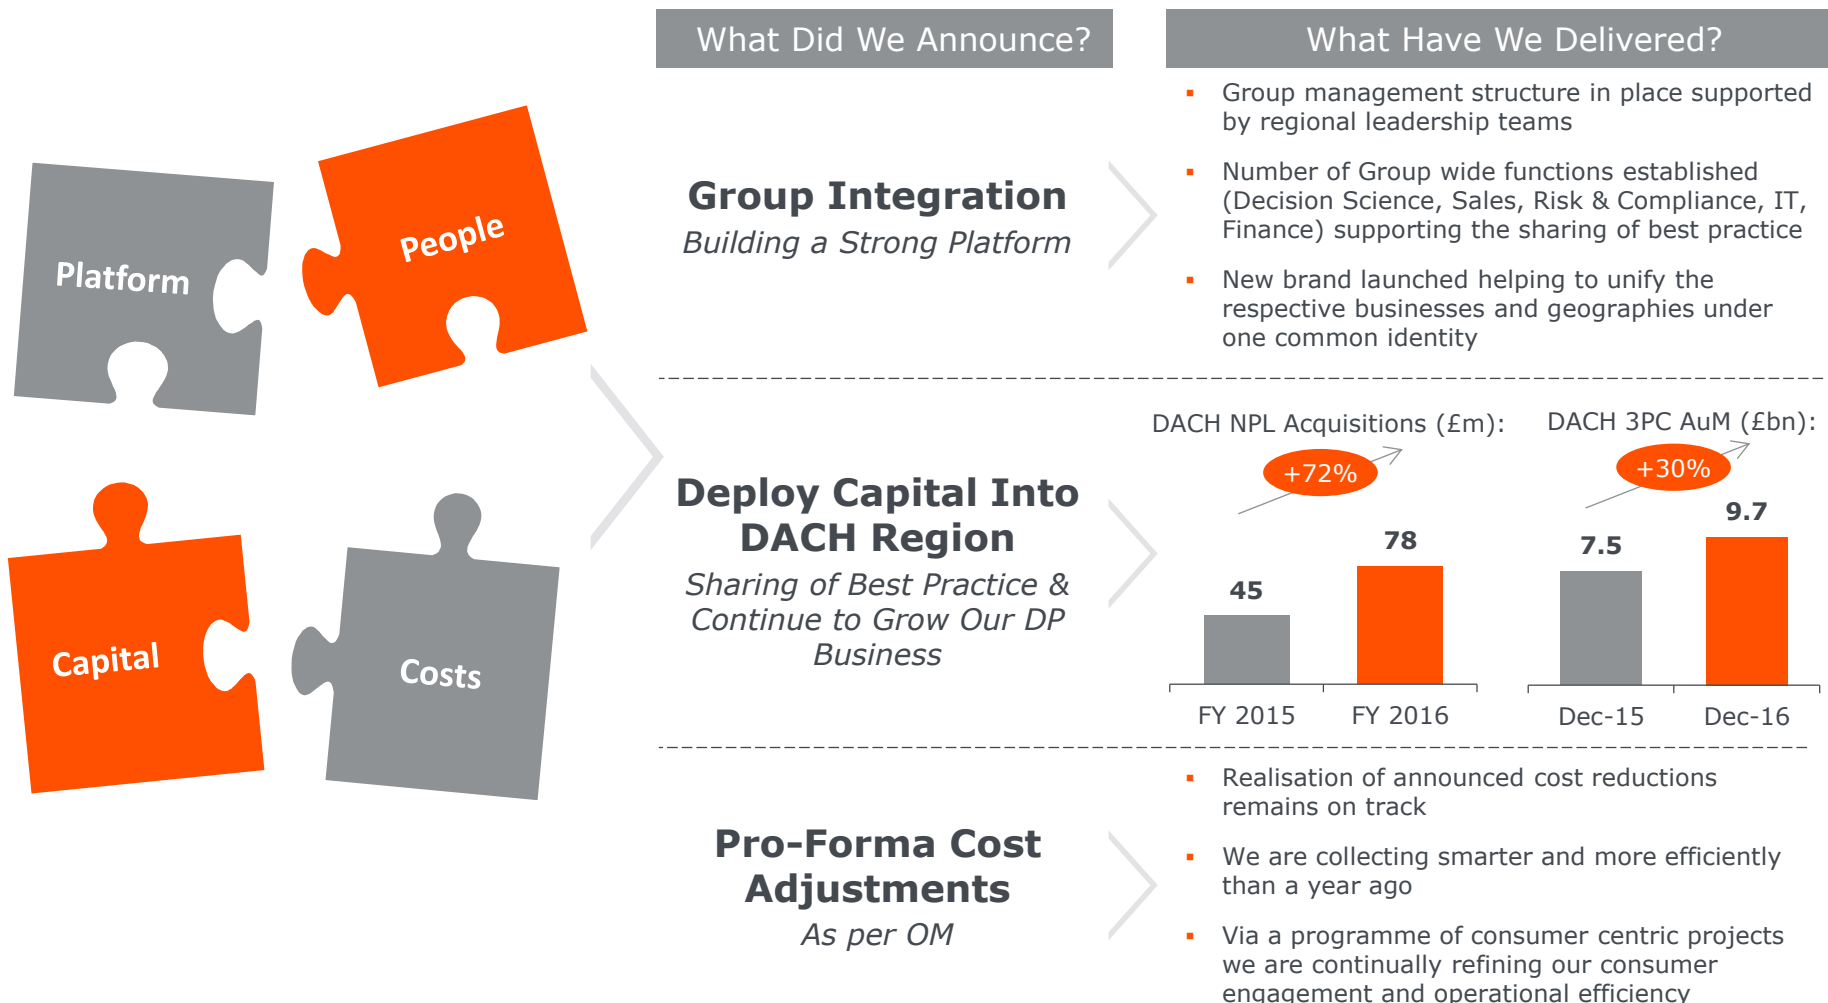 What Did We Announce?
What Have We Delivered?
Platform
People
Capital
Costs
Group Integration
Building a Strong Platform
▪ Group management structure in place supported
by regional leadership teams
▪ Number of Group wide functions established
(Decision Science, Sales, Risk & Compliance, IT,
Finance) supporting the sharing of best practice
▪ New brand launched helping to unify the
respective businesses and geographies under
one common identity
Deploy Capital Into
DACH Region
Sharing of Best Practice &
Continue to Grow Our DP
Business
DACH NPL Acquisitions (£m):
+72%
45
78
FY 2015
FY 2016
DACH 3PC AuM (£bn):
+30%
7.5
9.7
Dec-15
Dec-16
Pro-Forma Cost
Adjustments
As per OM
▪ Realisation of announced cost reductions
remains on track
▪ We are collecting smarter and more efficiently
than a year ago
▪ Via a programme of consumer centric projects
we are continually refining our consumer
engagement and operational efficiency